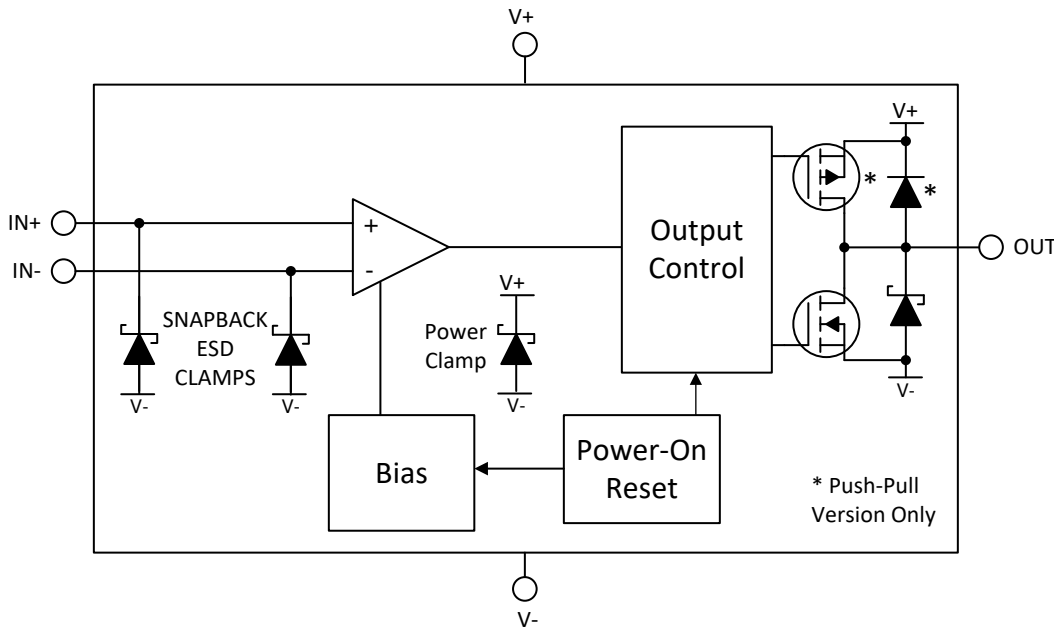 V+
V+
*
*
IN+
+
Output
Control
OUT
IN-
-
V+
SNAPBACK
ESD
CLAMPS
Power
Clamp
V-
V-
V-
V-
Bias
Power-On
Reset
* Push-Pull
Version Only
V-